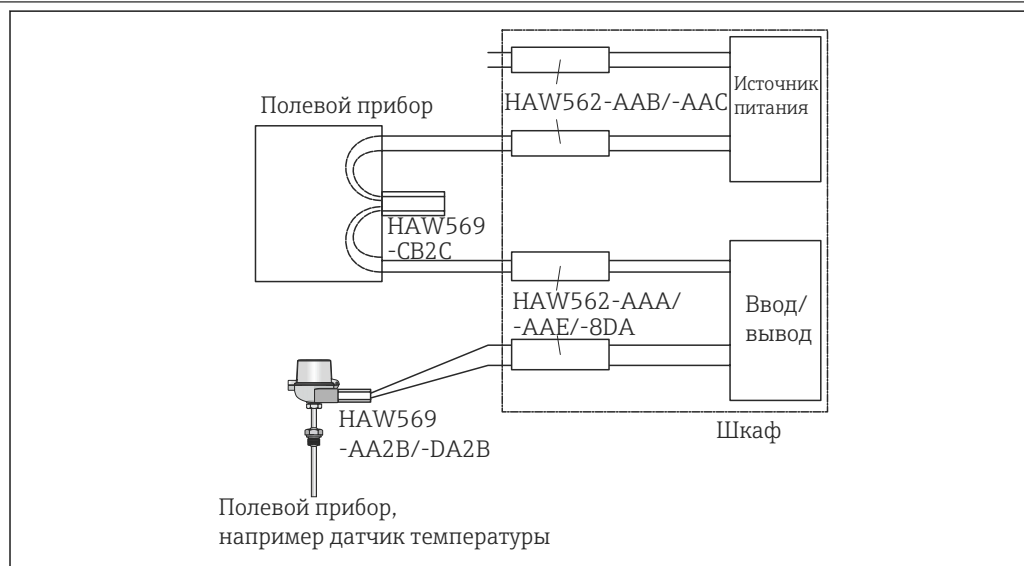 Источник
питания
HAW562-AAB/-AAC
Полевой прибор
HAW569
-CB2C
HAW562-AAA/
-AAE/-8DA
Ввод/
вывод
HAW569
-AA2B/-DA2B
Шкаф
Полевой прибор,
например датчик температуры